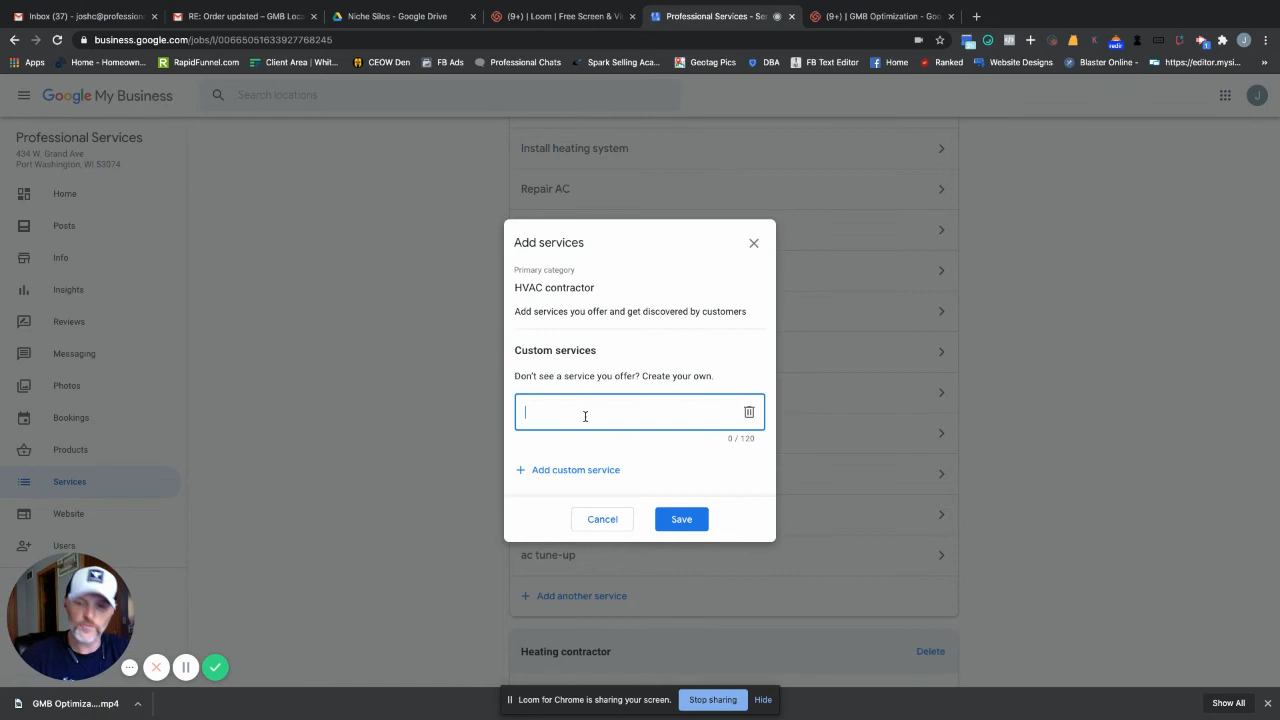 Inbox (37) - josh@profession
RE: Order updated – GMB Loca
Niche Silos - Google Drive
(9+) | Loom | Free Screen & Vi
Professional Services - Ser
(9+) | GMB Optimization - Goo
business.google.com/jobs/l/00665051633927768245
Apps
Home - Homeown...
RapidFunnel.com
Client Area | Whit...
CEOW Den
FB Ads
Professional Chats
Spark Selling Aca...
Geotag Pics
DBA
FB Text Editor
Home
Ranked
Website Designs
Blaster Online -
https://editor.mysi...
Google My Business
Search locations
J
Professional Services
434 W. Grand Ave
Port Washington, WI 53074
Home
Posts
Info
Insights
Reviews
Messaging
Photos
Bookings
Products
Services
Website
Users
Install heating system
Repair AC
Add services
Primary category
HVAC contractor
Add services you offer and get discovered by customers
Custom services
Don't see a service you offer? Create your own.
0 / 120
+ Add custom service
Cancel
Save
ac tune-up
+ Add another service
Heating contractor
Delete
Loom for Chrome is sharing your screen.
Stop sharing
Hide
GMB Optimiza....mp4
Show All